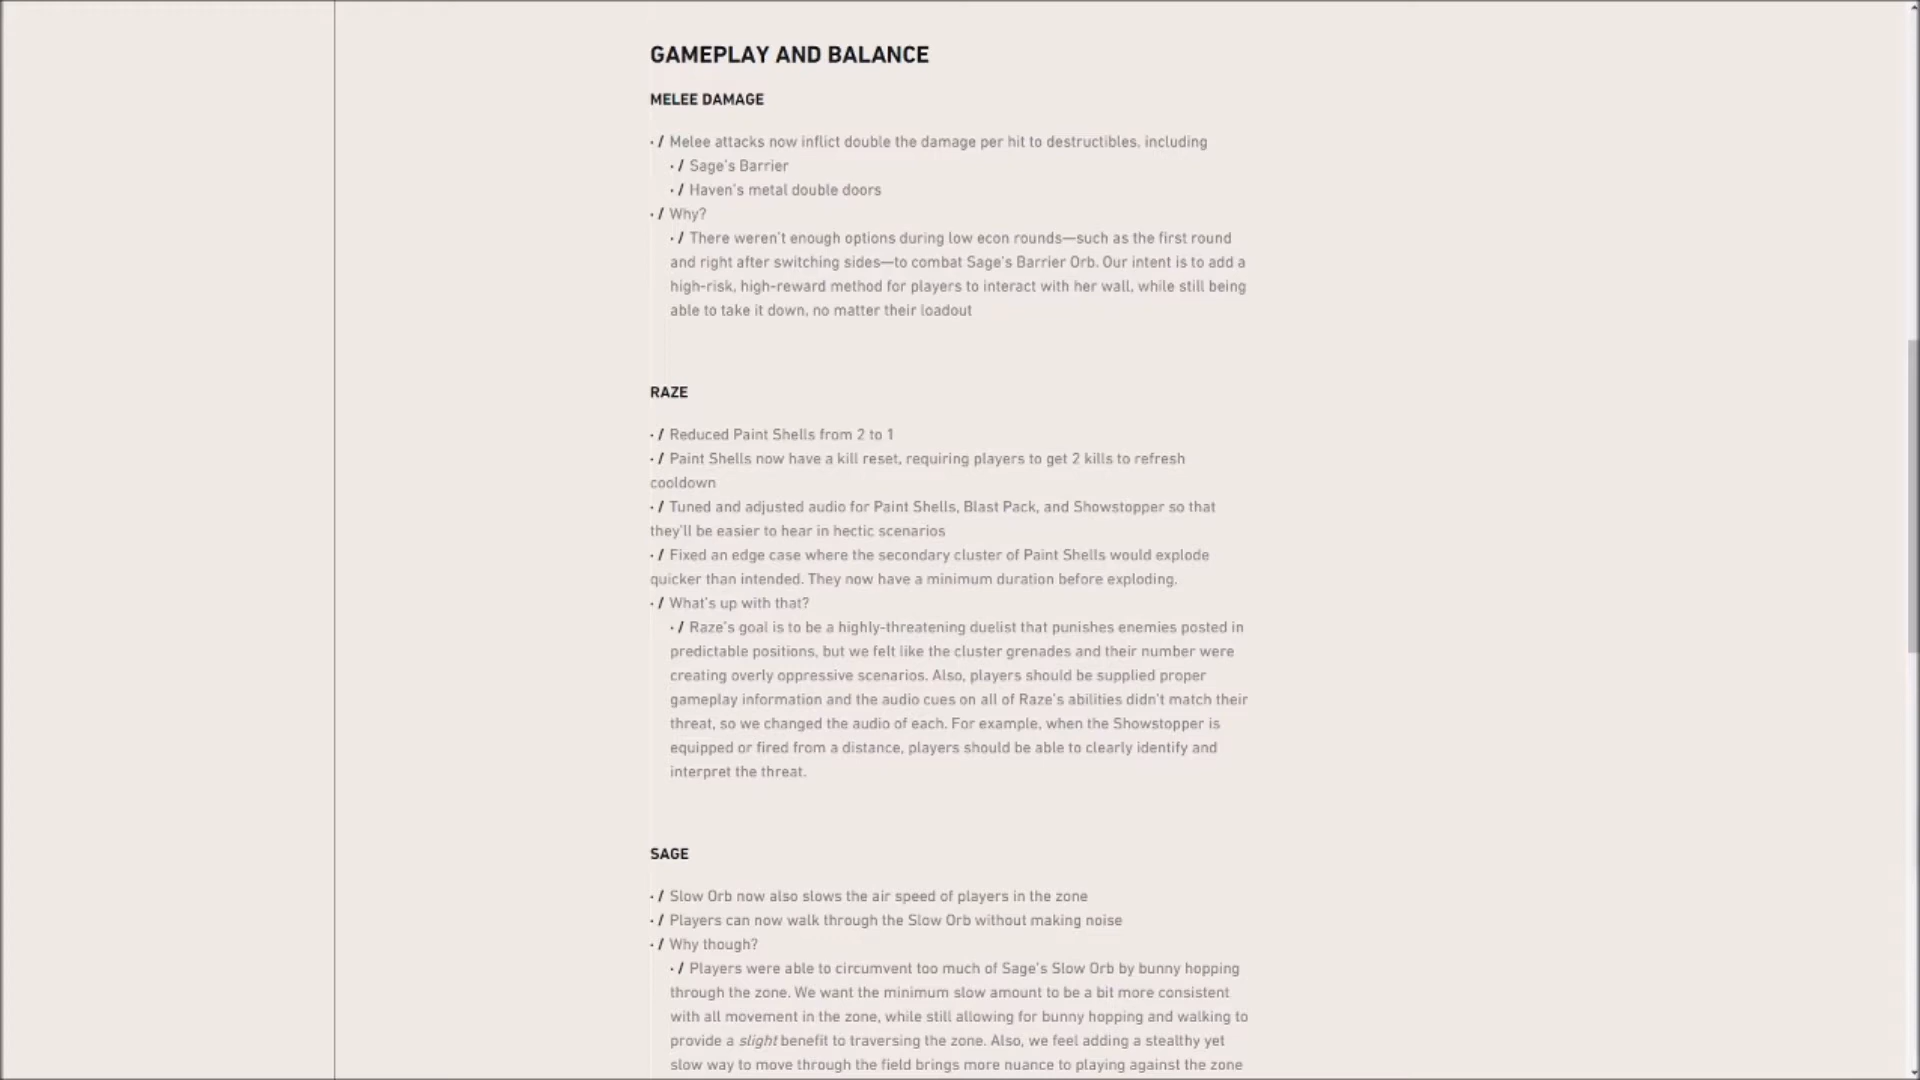 GAMEPLAY AND BALANCE
MELEE DAMAGE
· / Melee attacks now inflict double the damage per hit to destructibles, including
· / Sage's Barrier
· / Haven's metal double doors
· / Why?
· / There weren't enough options during low econ rounds—such as the first round
and right after switching sides—to combat Sage's Barrier Orb. Our intent is to add a
high-risk, high-reward method for players to interact with her wall, while still being
able to take it down, no matter their loadout
RAZE
· / Reduced Paint Shells from 2 to 1
· / Paint Shells now have a kill reset, requiring players to get 2 kills to refresh
cooldown
· / Tuned and adjusted audio for Paint Shells, Blast Pack, and Showstopper so that
they'll be easier to hear in hectic scenarios
· / Fixed an edge case where the secondary cluster of Paint Shells would explode
quicker than intended. They now have a minimum duration before exploding.
· / What's up with that?
· / Raze's goal is to be a highly-threatening duelist that punishes enemies posted in
predictable positions, but we felt like the cluster grenades and their number were
creating overly oppressive scenarios. Also, players should be supplied proper
gameplay information and the audio cues on all of Raze's abilities didn't match their
threat, so we changed the audio of each. For example, when the Showstopper is
equipped or fired from a distance, players should be able to clearly identify and
interpret the threat.
SAGE
· / Slow Orb now also slows the air speed of players in the zone
· / Players can now walk through the Slow Orb without making noise
· / Why though?
· / Players were able to circumvent too much of Sage's Slow Orb by bunny hopping
through the zone. We want the minimum slow amount to be a bit more consistent
with all movement in the zone, while still allowing for bunny hopping and walking to
provide a slight benefit to traversing the zone. Also, we feel adding a stealthy yet
slow way to move through the field brings more nuance to playing against the zone